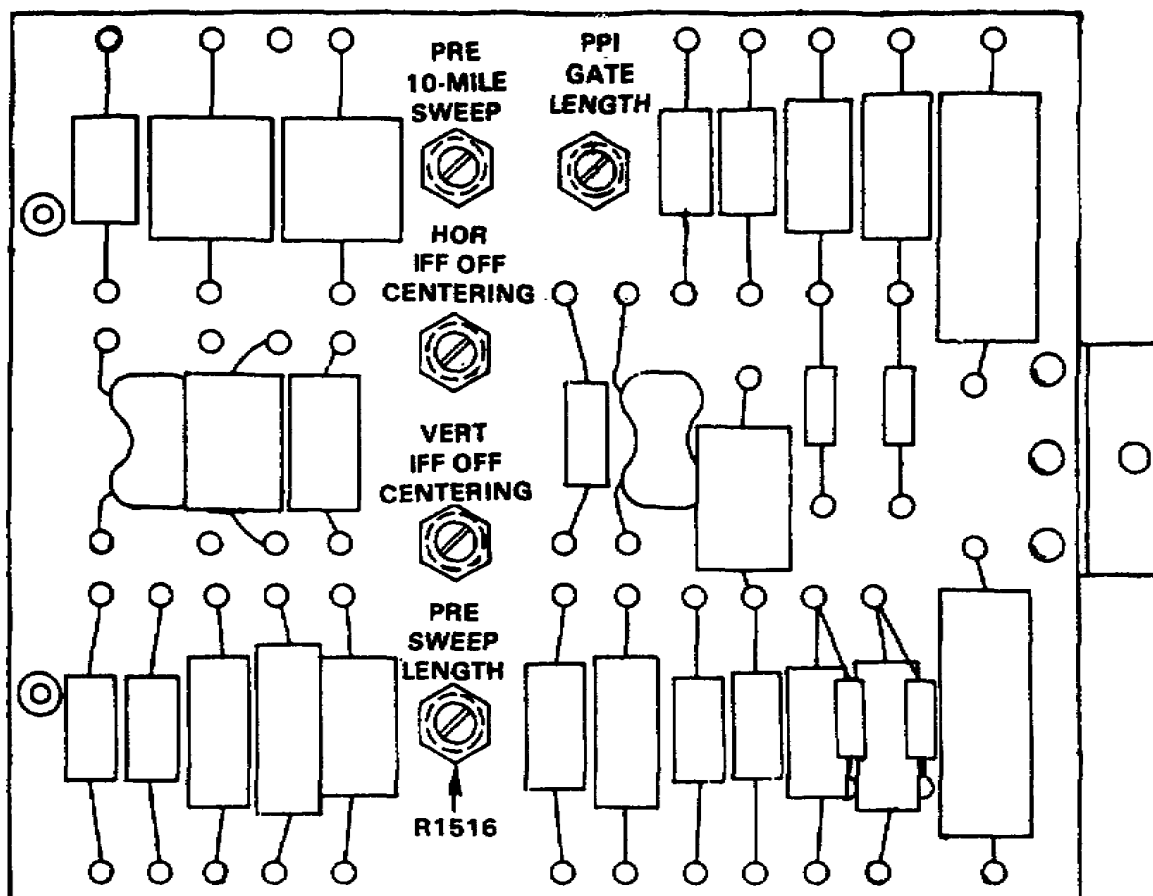 PRE
10-MILE
SWEEP
PPI
GATE
LENGTH
HOR
IFF OFF
CENTERING
VERT
IFF OFF
CENTERING
PRE
SWEEP
LENGTH
R1516